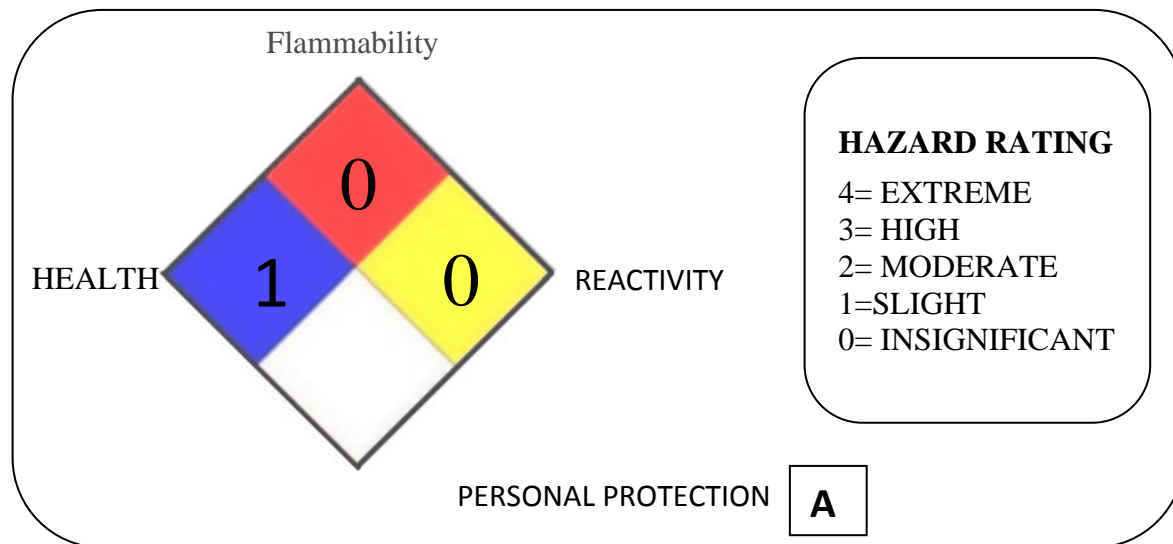 Flammability
0
HEALTH 1 0 REACTIVITY
PERSONAL PROTECTION A
HAZARD RATING
4= EXTREME
3= HIGH
2= MODERATE
1=SLIGHT
0= INSIGNIFICANT